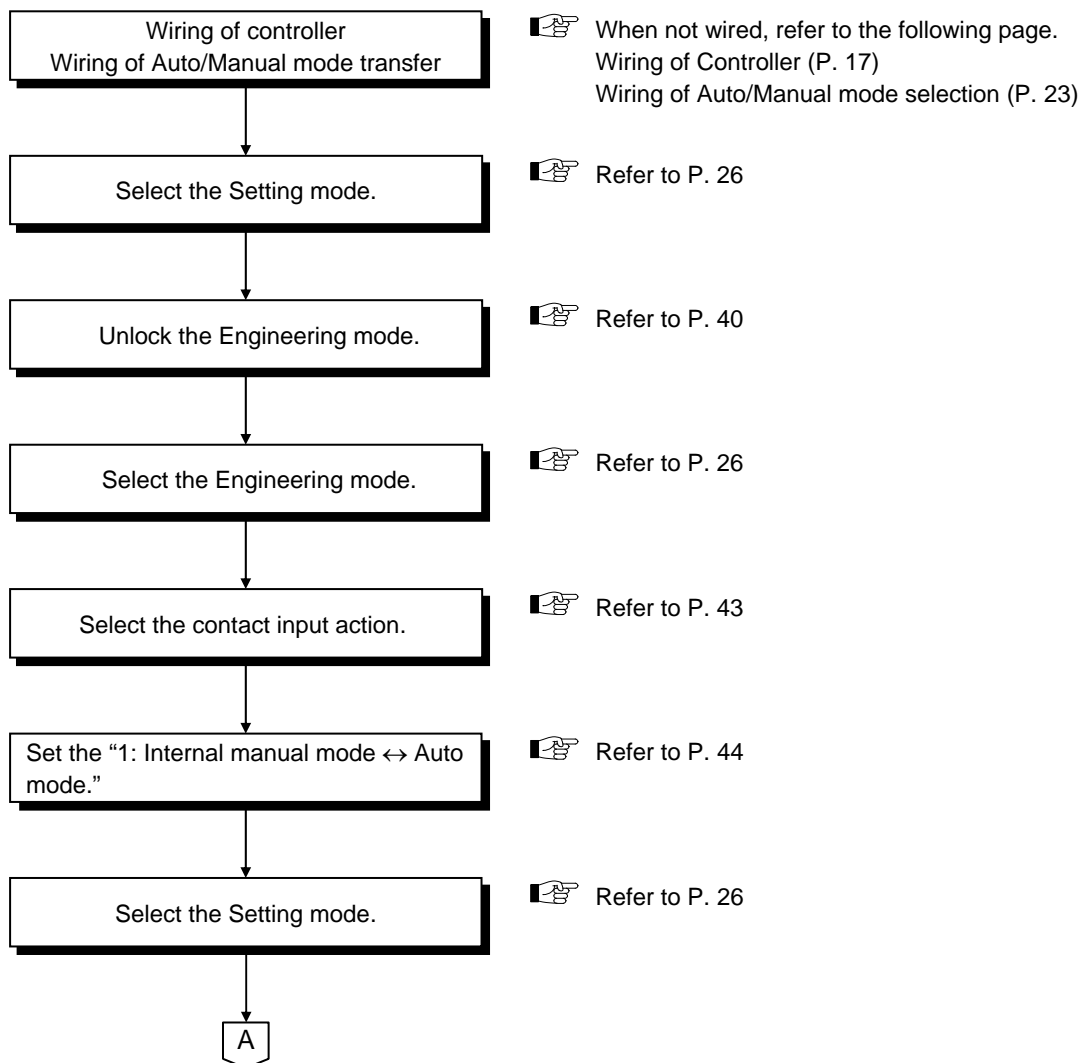 Wiring of controller
Wiring of Auto/Manual mode transfer
When not wired, refer to the following page.
Wiring of Controller (P. 17)
Wiring of Auto/Manual mode selection (P. 23)
Select the Setting mode.
Refer to P. 26
Unlock the Engineering mode.
Refer to P. 40
Select the Engineering mode.
Refer to P. 26
Select the contact input action.
Refer to P. 43
Set the “1: Internal manual mode ↔ Auto
mode.”
Refer to P. 44
Select the Setting mode.
Refer to P. 26
A